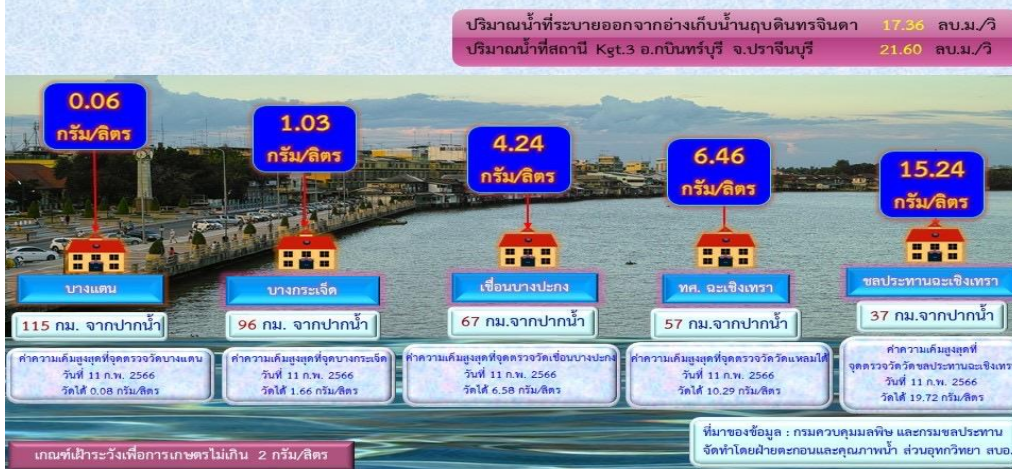 ปริมาณน้ำที่ระบายออกจากอ่างเก็บน้ำนฤบดินทรจินดา 17.36 ลบ.ม./วิ
ปริมาณน้ำที่สถานี Kgt.3 อ.กบินทร์บุรี จ.ปราจีนบุรี 21.60 ลบ.ม./วิ
0.06
กรัม/ลิตร
1.03
กรัม/ลิตร
4.24
กรัม/ลิตร
6.46
กรัม/ลิตร
15.24
กรัม/ลิตร
บางแตน
บางกระเจ็ด
เขื่อนบางปะกง
ทศ. ฉะเชิงเทรา
ชลประทานฉะเชิงเทรา
115 กม. จากปากน้ำ
96 กม. จากปากน้ำ
67 กม.จากปากน้ำ
57 กม.จากปากน้ำ
37 กม.จากปากน้ำ
ค่าความเค็มสูงสุดที่จุดตรวจวัดบางแตน
วันที่ 11 ก.พ. 2566
วัดได้ 0.08 กรัม/ลิตร
ค่าความเค็มสูงสุดที่จุดบางกระเจ็ด
วันที่ 11 ก.พ. 2566
วัดได้ 1.66 กรัม/ลิตร
ค่าความเค็มสูงสุดที่จุดตรวจวัดเขื่อนบางปะกง
วันที่ 11 ก.พ. 2566
วัดได้ 6.58 กรัม/ลิตร
ค่าความเค็มสูงสุดที่จุดตรวจวัดวัดแหลมใต้
วันที่ 11 ก.พ. 2566
วัดได้ 10.29 กรัม/ลิตร
ค่าความเค็มสูงสุดที่
จุดตรวจวัดวัดชลประทานฉะเชิงเทรา
วันที่ 11 ก.พ. 2566
วัดได้ 19.72 กรัม/ลิตร
เกณฑ์เฝ้าระวังเพื่อการเกษตรไม่เกิน 2 กรัม/ลิตร
ที่มาของข้อมูล : กรมควบคุมมลพิษ และกรมชลประทาน
จัดทำโดยฝ่ายตะกอนและคุณภาพน้ำ ส่วนอุทกวิทยา สบอ.